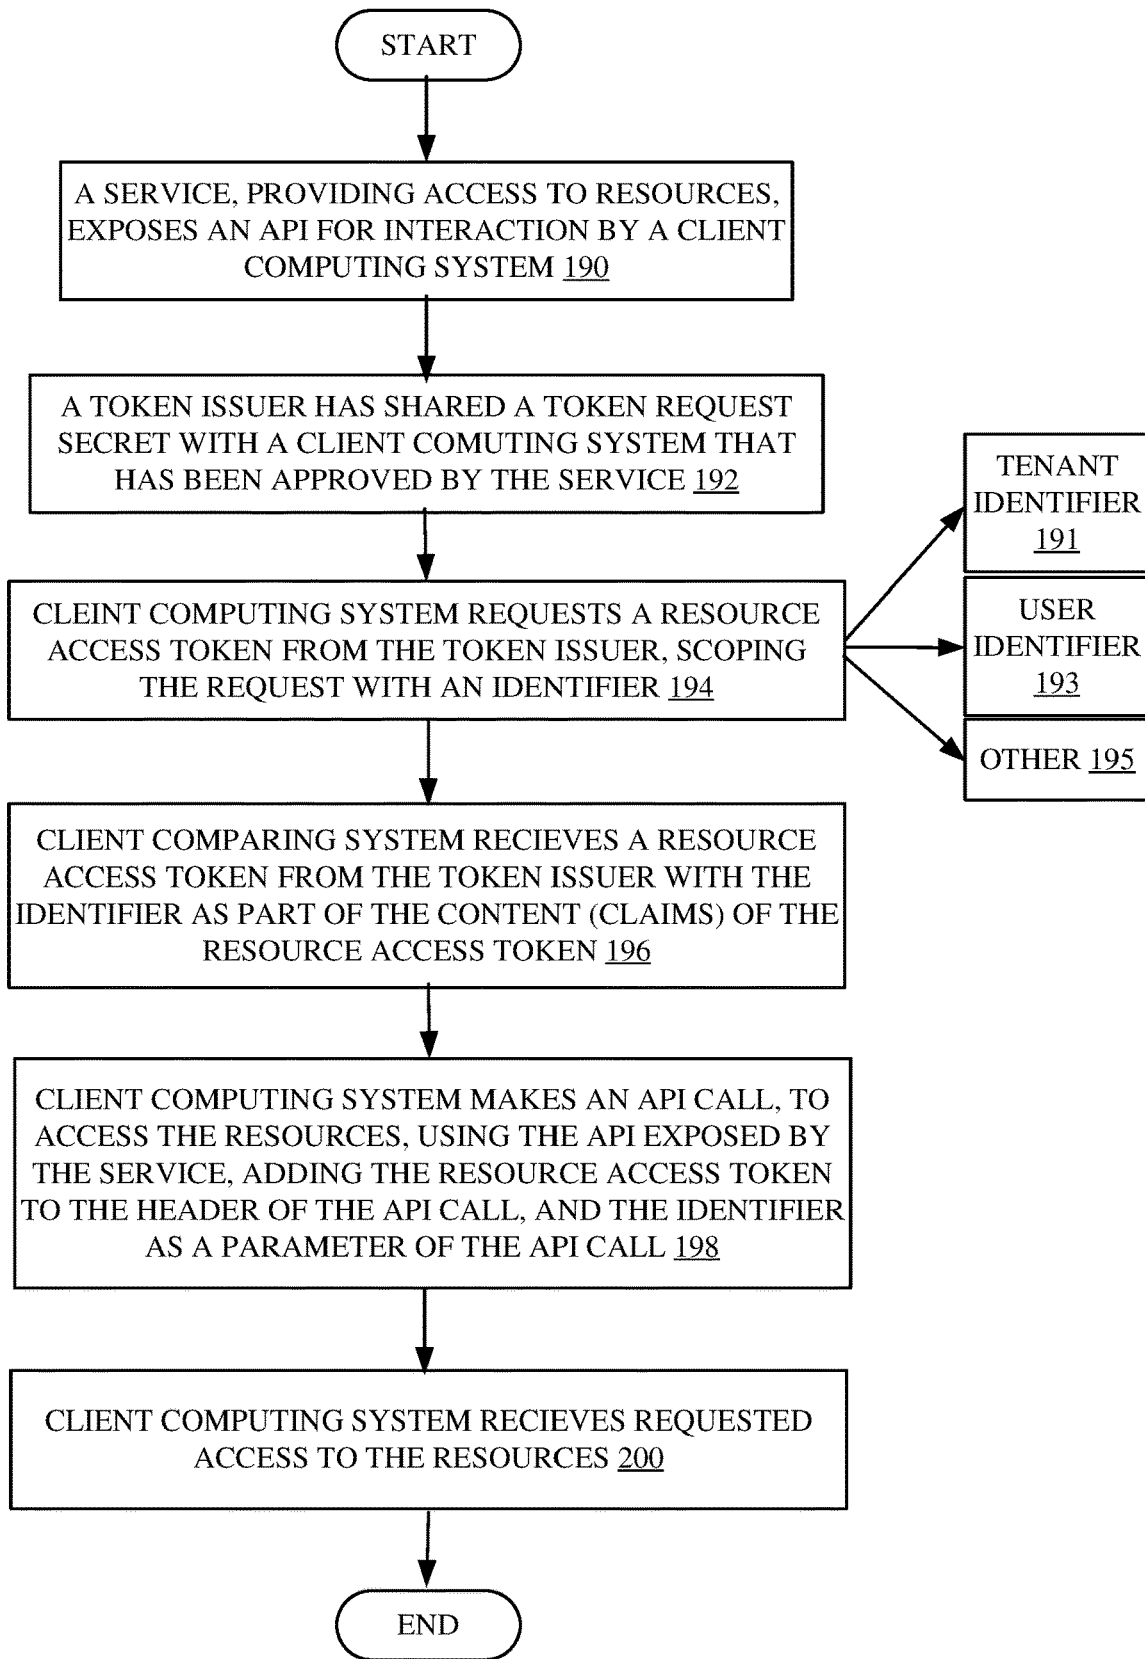 START
A SERVICE, PROVIDING ACCESS TO RESOURCES,
EXPOSES AN API FOR INTERACTION BY A CLIENT
COMPUTING SYSTEM 190
A TOKEN ISSUER HAS SHARED A TOKEN REQUEST
SECRET WITH A CLIENT COMUTING SYSTEM THAT
HAS BEEN APPROVED BY THE SERVICE 192
CLEINT COMPUTING SYSTEM REQUESTS A RESOURCE
ACCESS TOKEN FROM THE TOKEN ISSUER, SCOPING
THE REQUEST WITH AN IDENTIFIER 194
TENANT
IDENTIFIER
191
USER
IDENTIFIER
193
OTHER 195
CLIENT COMPARING SYSTEM RECIEVES A RESOURCE
ACCESS TOKEN FROM THE TOKEN ISSUER WITH THE
IDENTIFIER AS PART OF THE CONTENT (CLAIMS) OF THE
RESOURCE ACCESS TOKEN 196
CLIENT COMPUTING SYSTEM MAKES AN API CALL, TO
ACCESS THE RESOURCES, USING THE API EXPOSED BY
THE SERVICE, ADDING THE RESOURCE ACCESS TOKEN
TO THE HEADER OF THE API CALL, AND THE IDENTIFIER
AS A PARAMETER OF THE API CALL 198
CLIENT COMPUTING SYSTEM RECIEVES REQUESTED
ACCESS TO THE RESOURCES 200
END